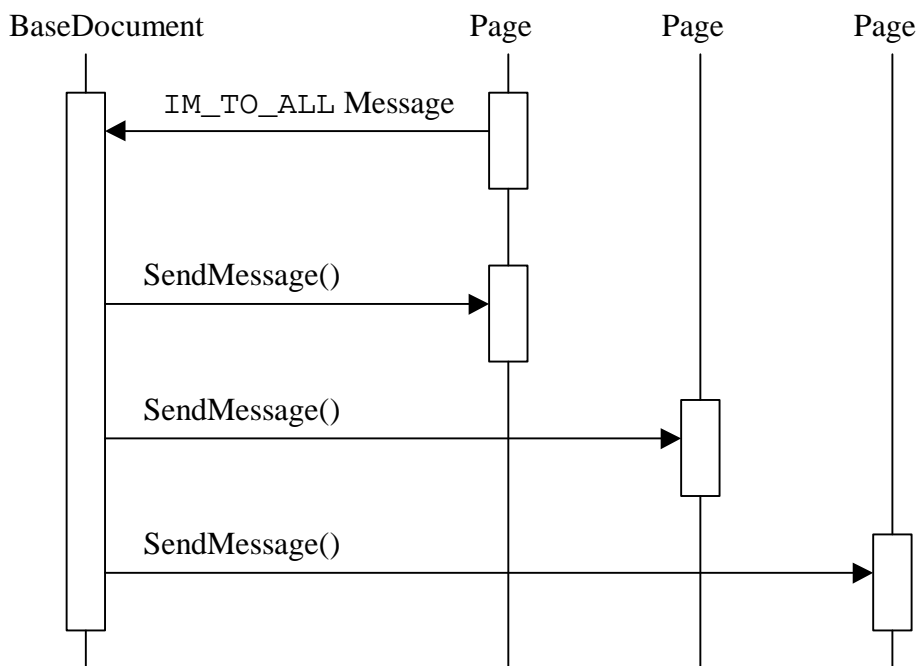 BaseDocument Page Page Page
IM_TO_ALL Message
SendMessage()
SendMessage()
SendMessage()